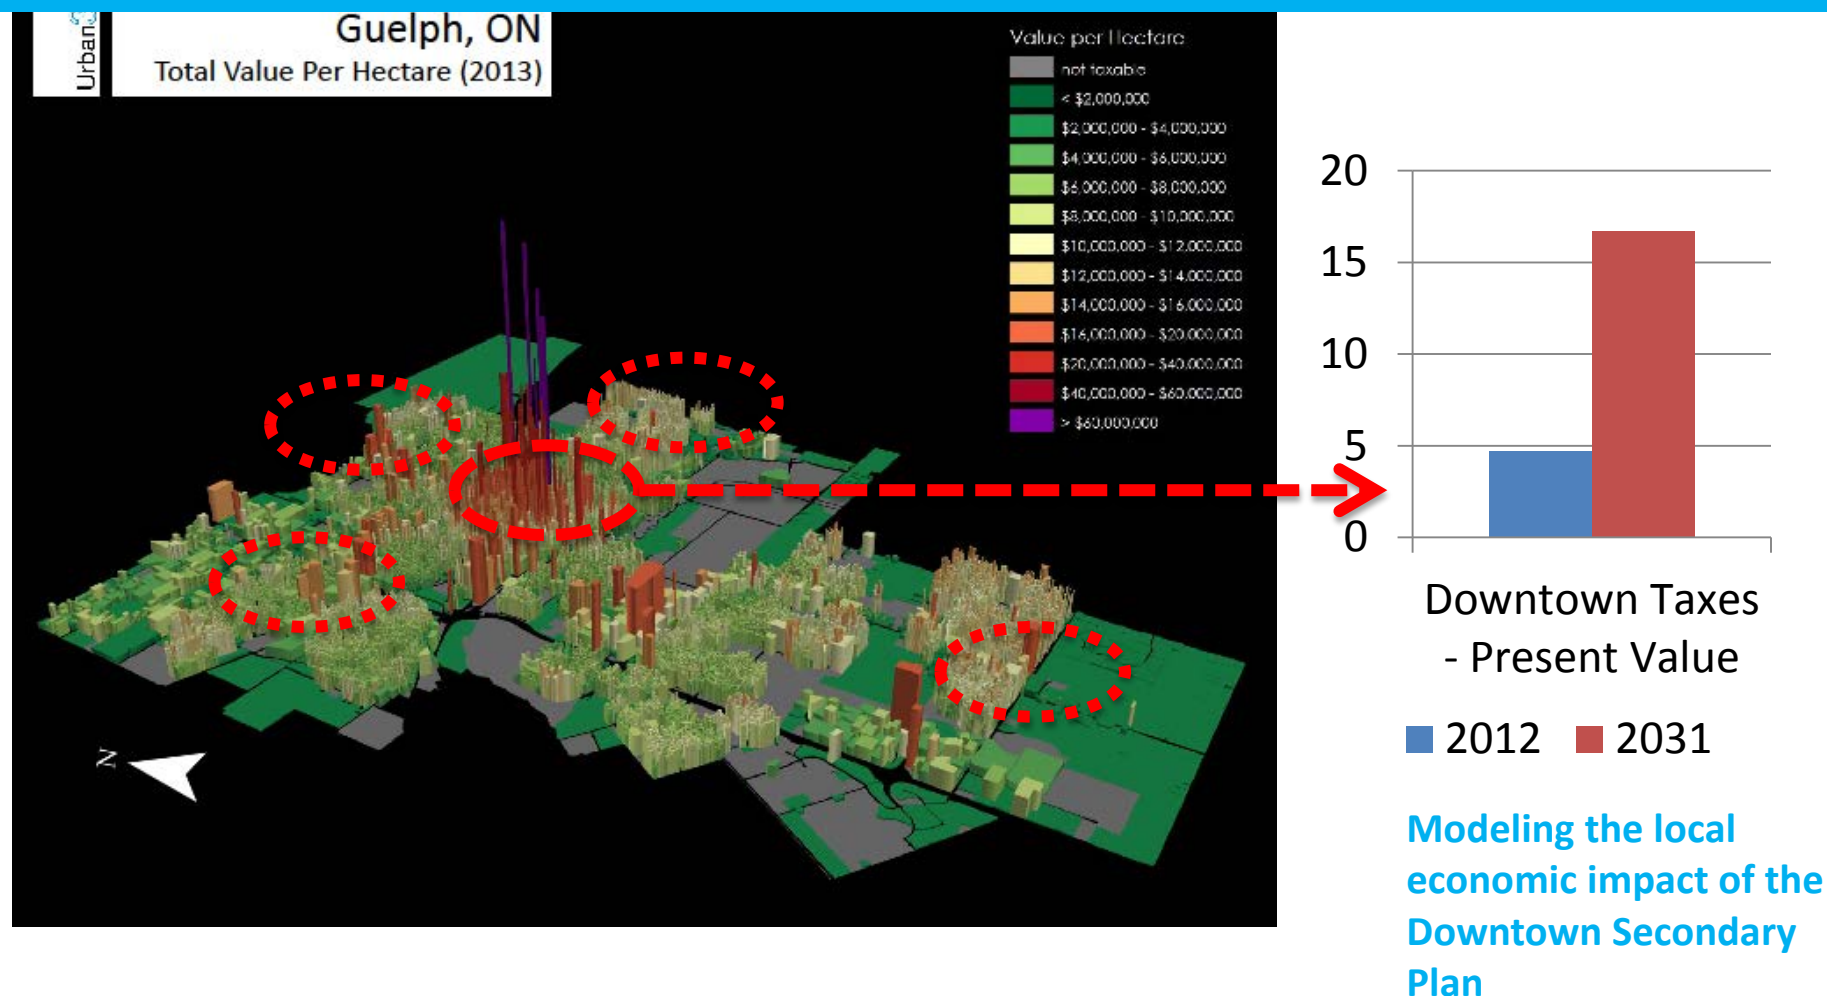 Urban
Guelph, ON
Total Value Per Hectare (2013)
Value per Hectare
not taxable
< $2,000,000
$2,000,000 - $4,000,000
$4,000,000 - $6,000,000
$6,000,000 - $8,000,000
$8,000,000 - $10,000,000
$10,000,000 - $12,000,000
$12,000,000 - $14,000,000
$14,000,000 - $16,000,000
$16,000,000 - $20,000,000
$20,000,000 - $40,000,000
$40,000,000 - $60,000,000
> $60,000,000
N
20
15
10
5
0
Downtown Taxes
- Present Value
2012 2031
Modeling the local
economic impact of the
Downtown Secondary
Plan